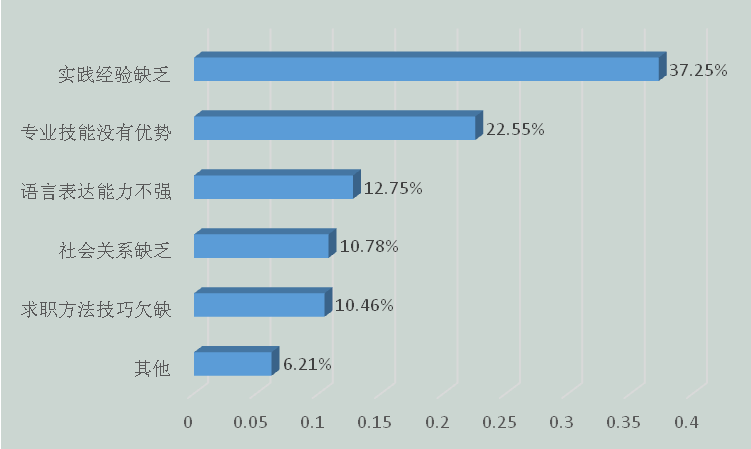 实践经验缺乏 37.25%
专业技能没有优势 22.55%
语言表达能力不强 12.75%
社会关系缺乏 10.78%
求职方法技巧欠缺 10.46%
其他 6.21%
0 0.05 0.1 0.15 0.2 0.25 0.3 0.35 0.4